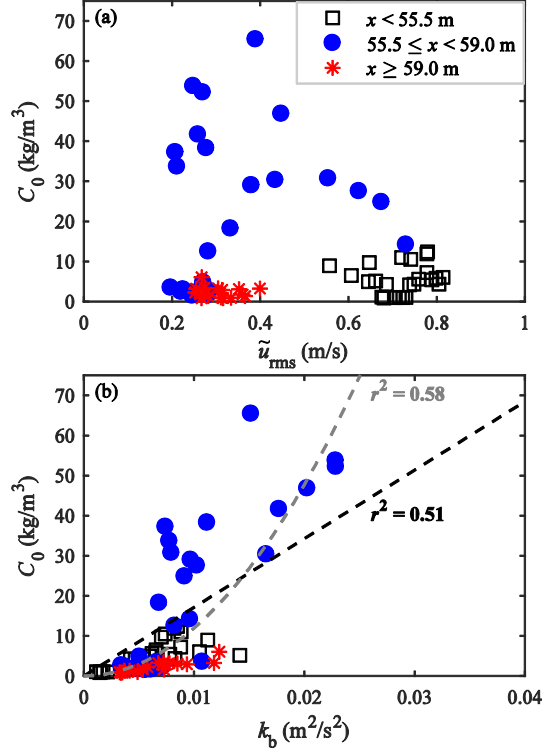 (a)
x < 55.5 m
55.5 ≤ x < 59.0 m
x ≥ 59.0 m
70
60
50
40
30
20
10
0
C₀ (kg/m³)
0 0.2 0.4 0.6 0.8 1
ũrms (m/s)
(b)
r² = 0.58
r² = 0.51
70
60
50
40
30
20
10
0
C₀ (kg/m³)
0 0.01 0.02 0.03 0.04
kb (m²/s²)